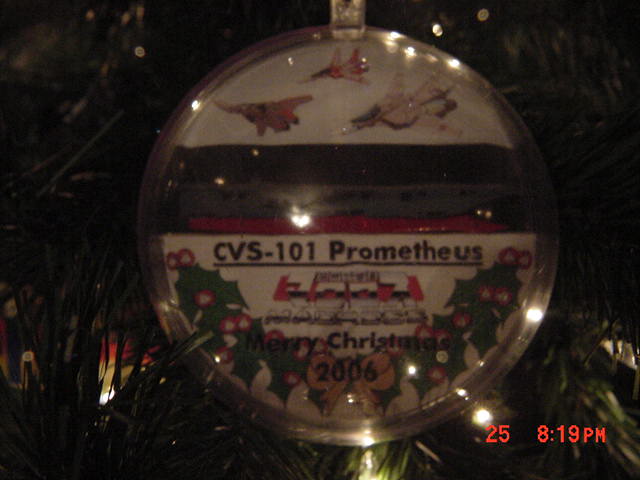 CVS-101 Prometheus
Merry Christmas
2006
25 8:19PM